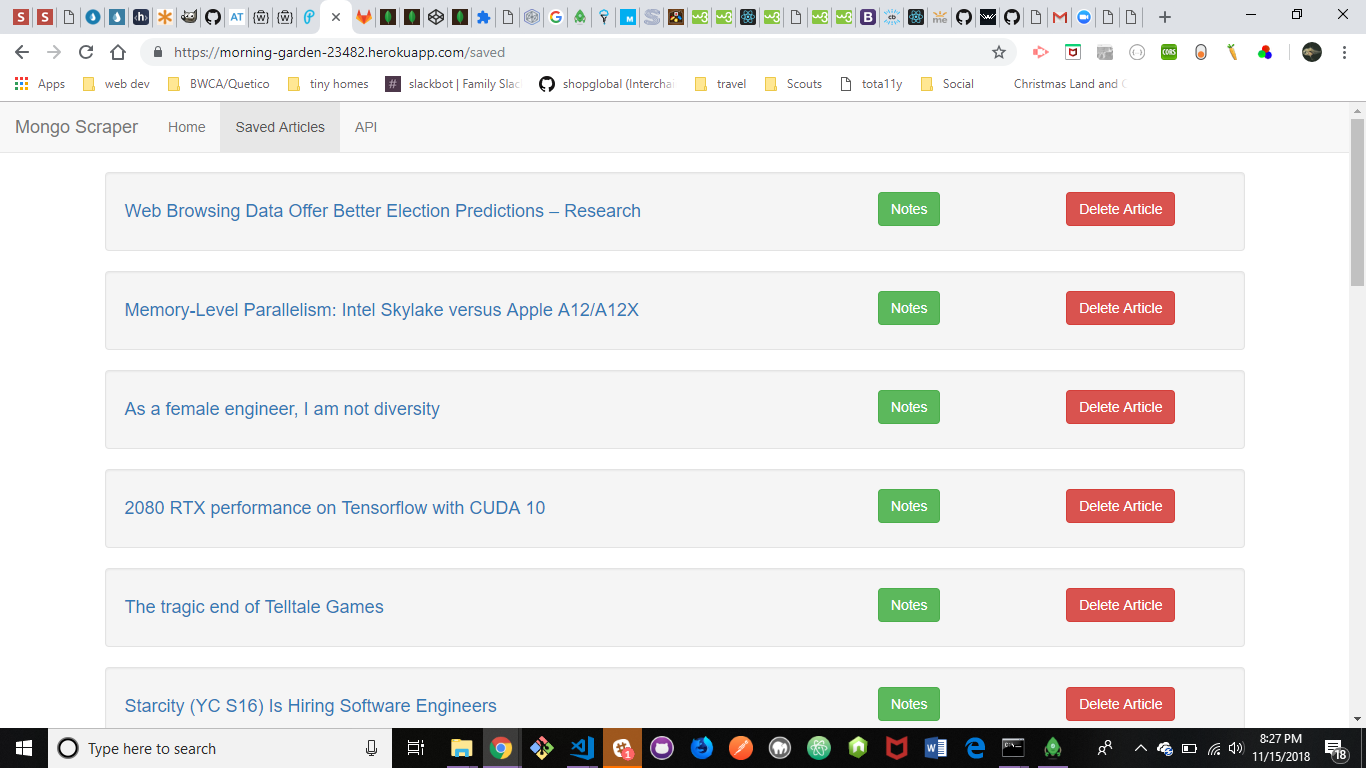 https://morning-garden-23482.herokuapp.com/saved
Apps web dev BWCA/Quetico tiny homes slackbot | Family Slac shopglobal (Intercha travel Scouts tota11y Social Christmas Land and
Mongo Scraper Home Saved Articles API
Web Browsing Data Offer Better Election Predictions – Research Notes Delete Article
Memory-Level Parallelism: Intel Skylake versus Apple A12/A12X Notes Delete Article
As a female engineer, I am not diversity Notes Delete Article
2080 RTX performance on Tensorflow with CUDA 10 Notes Delete Article
The tragic end of Telltale Games Notes Delete Article
Starcity (YC S16) Is Hiring Software Engineers Notes Delete Article
Type here to search
8:27 PM
11/15/2018
18